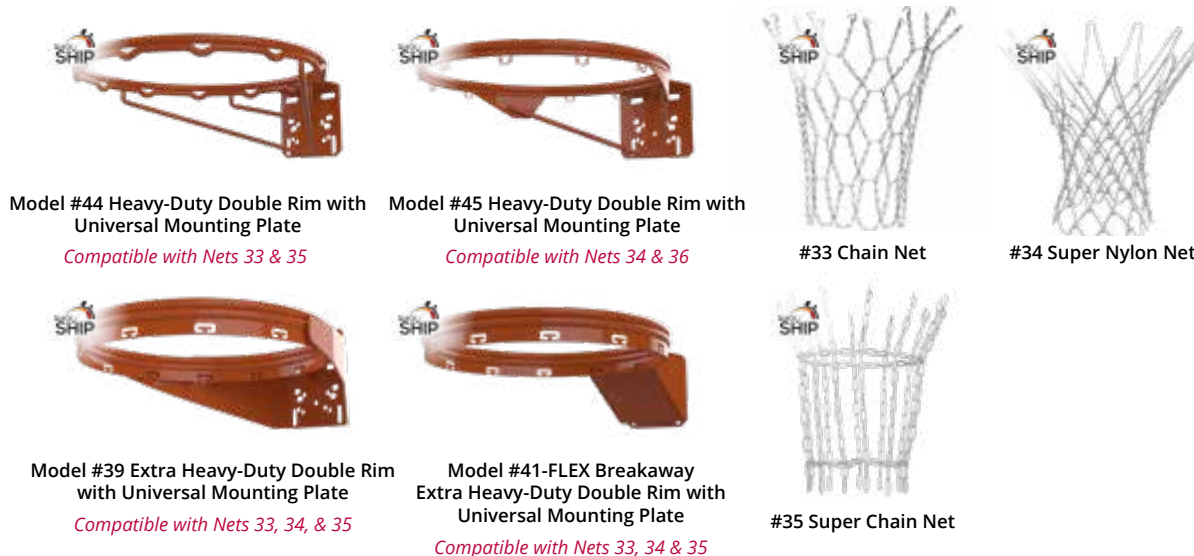 SHIP
SHIP
SHIP
SHIP
Model #44 Heavy-Duty Double Rim with
Universal Mounting Plate
Compatible with Nets 33 & 35
Model #45 Heavy-Duty Double Rim with
Universal Mounting Plate
Compatible with Nets 34 & 36
#33 Chain Net
#34 Super Nylon Net
SHIP
SHIP
SHIP
Model #39 Extra Heavy-Duty Double Rim
with Universal Mounting Plate
Compatible with Nets 33, 34, & 35
Model #41-FLEX Breakaway
Extra Heavy-Duty Double Rim with
Universal Mounting Plate
Compatible with Nets 33, 34 & 35
#35 Super Chain Net